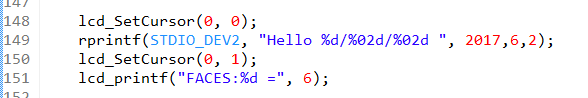 147
148 lcd_SetCursor(0, 0);
149 rprintf(STDIO_DEV2, "Hello %d/%02d/%02d ", 2017,6,2);
150 lcd_SetCursor(0, 1);
151 lcd_printf("FACES:%d =", 6);